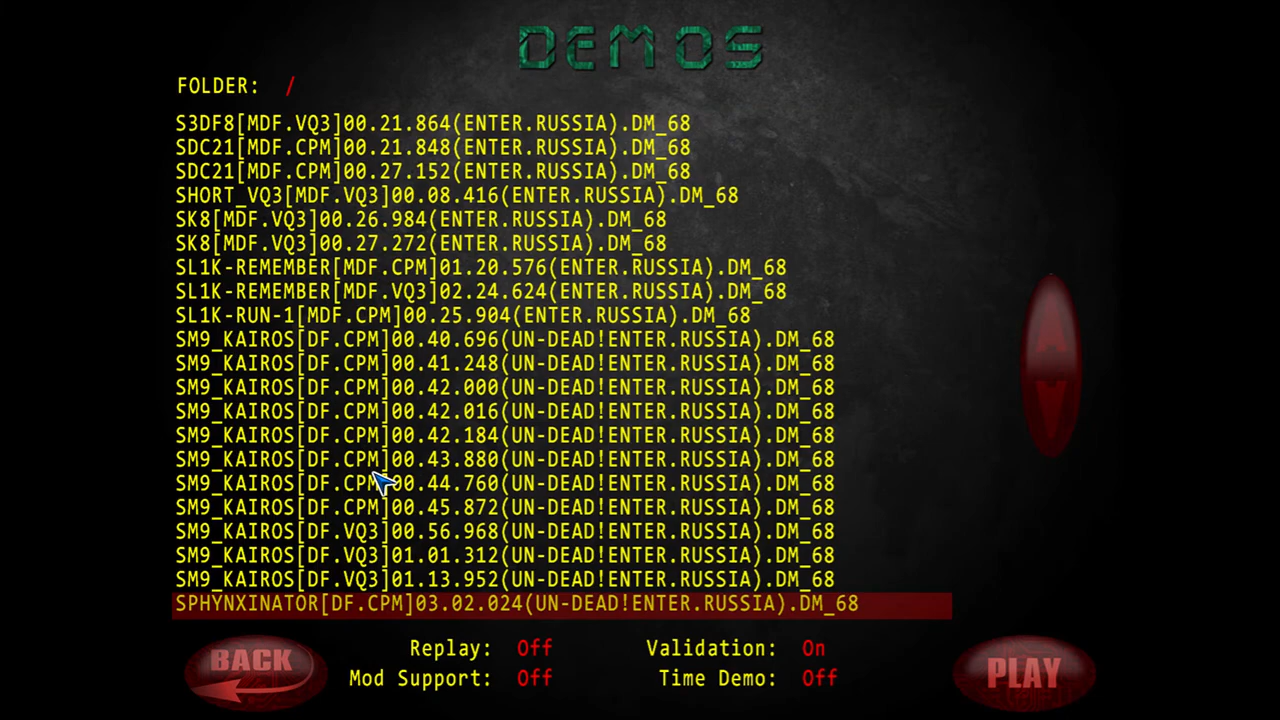 DEMOS
FOLDER: /
S3DF8[MDF.VQ3]00.21.864(ENTER.RUSSIA).DM_68
SDC21[MDF.CPM]00.21.848(ENTER.RUSSIA).DM_68
SDC21[MDF.CPM]00.27.152(ENTER.RUSSIA).DM_68
SHORT_VQ3[MDF.VQ3]00.08.416(ENTER.RUSSIA).DM_68
SK8[MDF.VQ3]00.26.984(ENTER.RUSSIA).DM_68
SK8[MDF.VQ3]00.27.272(ENTER.RUSSIA).DM_68
SL1K-REMEMBER[MDF.CPM]01.20.576(ENTER.RUSSIA).DM_68
SL1K-REMEMBER[MDF.VQ3]02.24.624(ENTER.RUSSIA).DM_68
SL1K-RUN-1[MDF.CPM]00.25.904(ENTER.RUSSIA).DM_68
SM9_KAIROS[DF.CPM]00.40.696(UN-DEAD!ENTER.RUSSIA).DM_68
SM9_KAIROS[DF.CPM]00.41.248(UN-DEAD!ENTER.RUSSIA).DM_68
SM9_KAIROS[DF.CPM]00.42.000(UN-DEAD!ENTER.RUSSIA).DM_68
SM9_KAIROS[DF.CPM]00.42.016(UN-DEAD!ENTER.RUSSIA).DM_68
SM9_KAIROS[DF.CPM]00.42.184(UN-DEAD!ENTER.RUSSIA).DM_68
SM9_KAIROS[DF.CPM]00.43.880(UN-DEAD!ENTER.RUSSIA).DM_68
SM9_KAIROS[DF.CPM]00.44.760(UN-DEAD!ENTER.RUSSIA).DM_68
SM9_KAIROS[DF.CPM]00.45.872(UN-DEAD!ENTER.RUSSIA).DM_68
SM9_KAIROS[DF.VQ3]00.56.968(UN-DEAD!ENTER.RUSSIA).DM_68
SM9_KAIROS[DF.VQ3]01.01.312(UN-DEAD!ENTER.RUSSIA).DM_68
SM9_KAIROS[DF.VQ3]01.13.952(UN-DEAD!ENTER.RUSSIA).DM_68
SPHYNXINATOR[DF.CPM]03.02.024(UN-DEAD!ENTER.RUSSIA).DM_68
Replay: Off Validation: On
Mod Support: Off Time Demo: Off
BACK PLAY